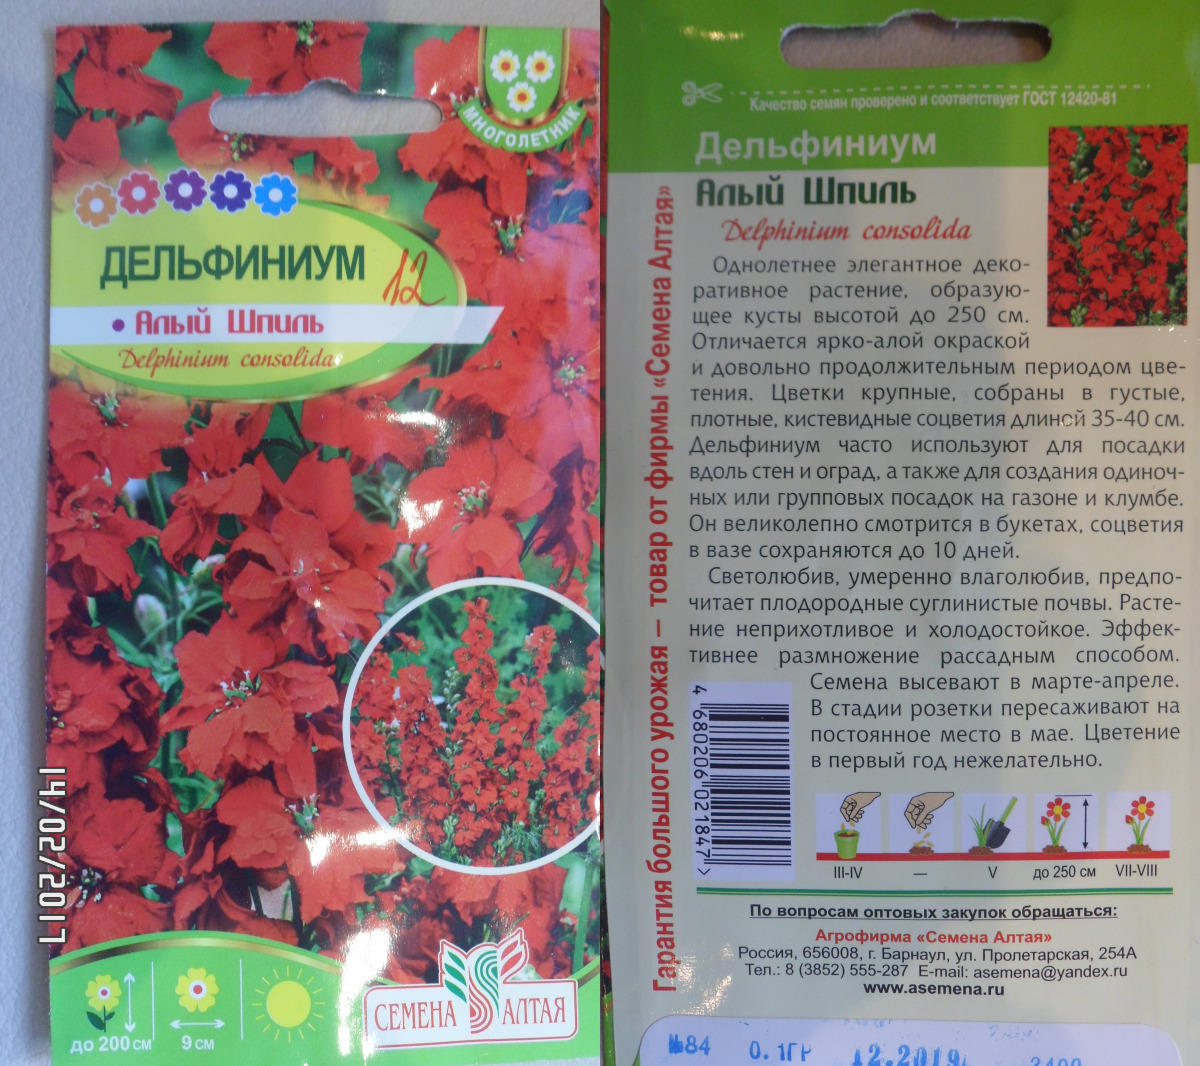 МНОГОЛЕТНИК
ДЕЛЬФИНИУМ
12
• Алый Шпиль
Delphinium consolida
14/02/2017
до 200 см
9 см
СЕМЕНА АЛТАЯ
Качество семян проверено и соответствует ГОСТ 12420-81
Дельфиниум
Алый Шпиль
Delphinium consolida
Однолетнее элегантное деко-
ративное растение, образую-
щее кусты высотой до 250 см.
Отличается ярко-алой окраской
и довольно продолжительным периодом цве-
тения. Цветки крупные, собраны в густые,
плотные, кистевидные соцветия длиной 35-40 см.
Дельфиниум часто используют для посадки
вдоль стен и оград, а также для создания одиноч-
ных или групповых посадок на газоне и клумбе.
Он великолепно смотрится в букетах, соцветия
в вазе сохраняются до 10 дней.
Светолюбив, умеренно влаголюбив, предпо-
читает плодородные суглинистые почвы. Расте-
ние неприхотливое и холодостойкое. Эффек-
тивнее размножение рассадным способом.
Семена высевают в марте-апреле.
В стадии розетки пересаживают на
постоянное место в мае. Цветение
в первый год нежелательно.
Гарантия большого урожая — товар от фирмы «Семена Алтая»
4 680206 021847 >
III-IV
—
V
до 250 см
VII-VIII
По вопросам оптовых закупок обращаться:
Агрофирма «Семена Алтая»
Россия, 656008, г. Барнаул, ул. Пролетарская, 254А
Тел.: 8 (3852) 555-287 E-mail: asemena@yandex.ru
www.asemena.ru
№84 0.1ГР 12.2019